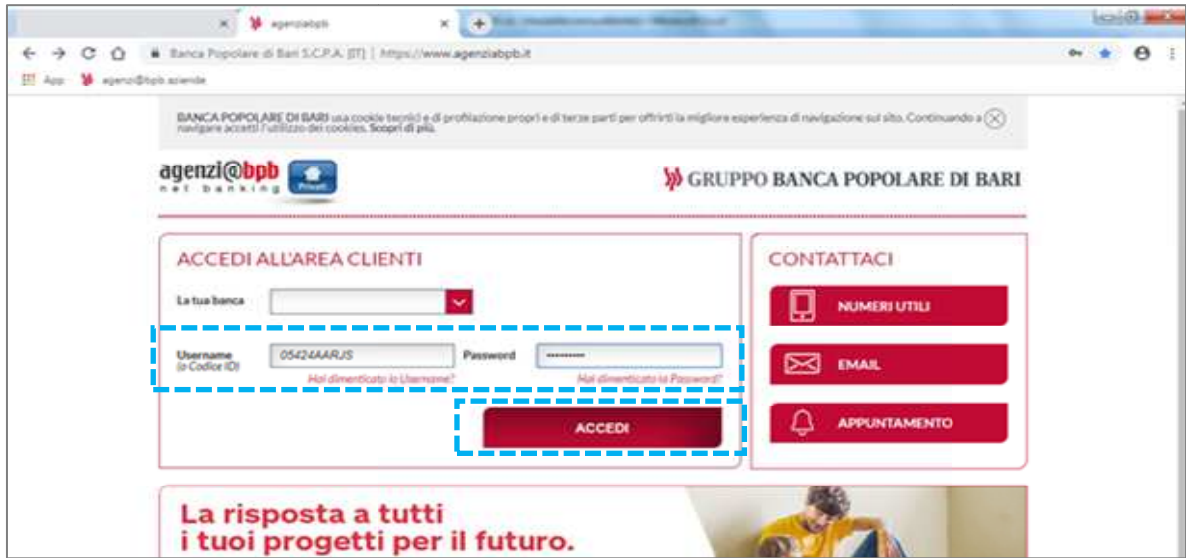 agenziabpb
Banca Popolare di Bari S.C.P.A. [IT] | https://www.agenziabpb.it
App agenzi@bpb aziende
BANCA POPOLARE DI BARI usa cookie tecnici e di profilazione propri e di terze parti per offrirti la migliore esperienza di navigazione sul sito. Continuando a
navigare accetti l'utilizzo dei cookies. Scopri di più.
agenzi@bpb
net banking
Privati
GRUPPO BANCA POPOLARE DI BARI
ACCEDI ALL'AREA CLIENTI
La tua banca
Username
(o Codice ID)
05424AARJS
Password
•••••••••
Hai dimenticato lo Username?
Hai dimenticato la Password?
ACCEDI
CONTATTACI
NUMERI UTILI
EMAIL
APPUNTAMENTO
La risposta a tutti
i tuoi progetti per il futuro.